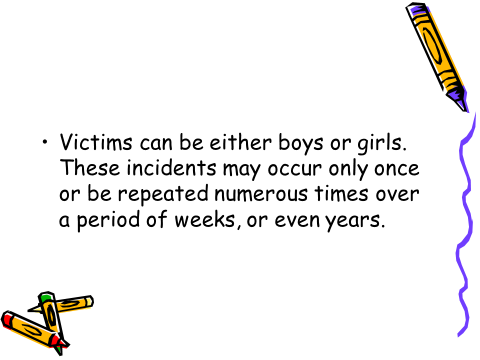 • Victims can be either boys or girls.
These incidents may occur only once
or be repeated numerous times over
a period of weeks, or even years.